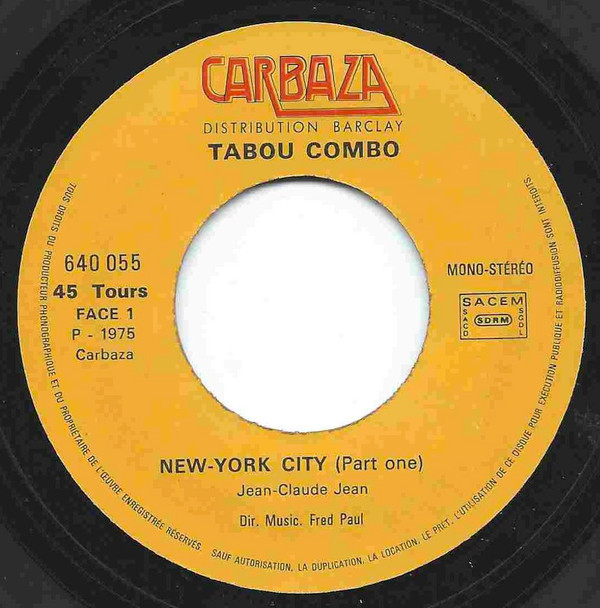 CARBAZA
DISTRIBUTION BARCLAY
TABOU COMBO
640 055
45 Tours
FACE 1
P - 1975
Carbaza
MONO-STÉRÉO
SACEM
SACD
SDRM
SGDL
NEW-YORK CITY (Part one)
Jean-Claude Jean
Dir. Music. Fred Paul
TOUS DROITS DU PRODUCTEUR PHONOGRAPHIQUE ET DU PROPRIÉTAIRE DE L'ŒUVRE ENREGISTRÉE RÉSERVÉS. SAUF AUTORISATION, LA DUPLICATION, LA LOCATION, LE PRÊT, L'UTILISATION DE CE DISQUE POUR EXÉCUTION PUBLIQUE ET RADIODIFFUSION SONT INTERDITS.